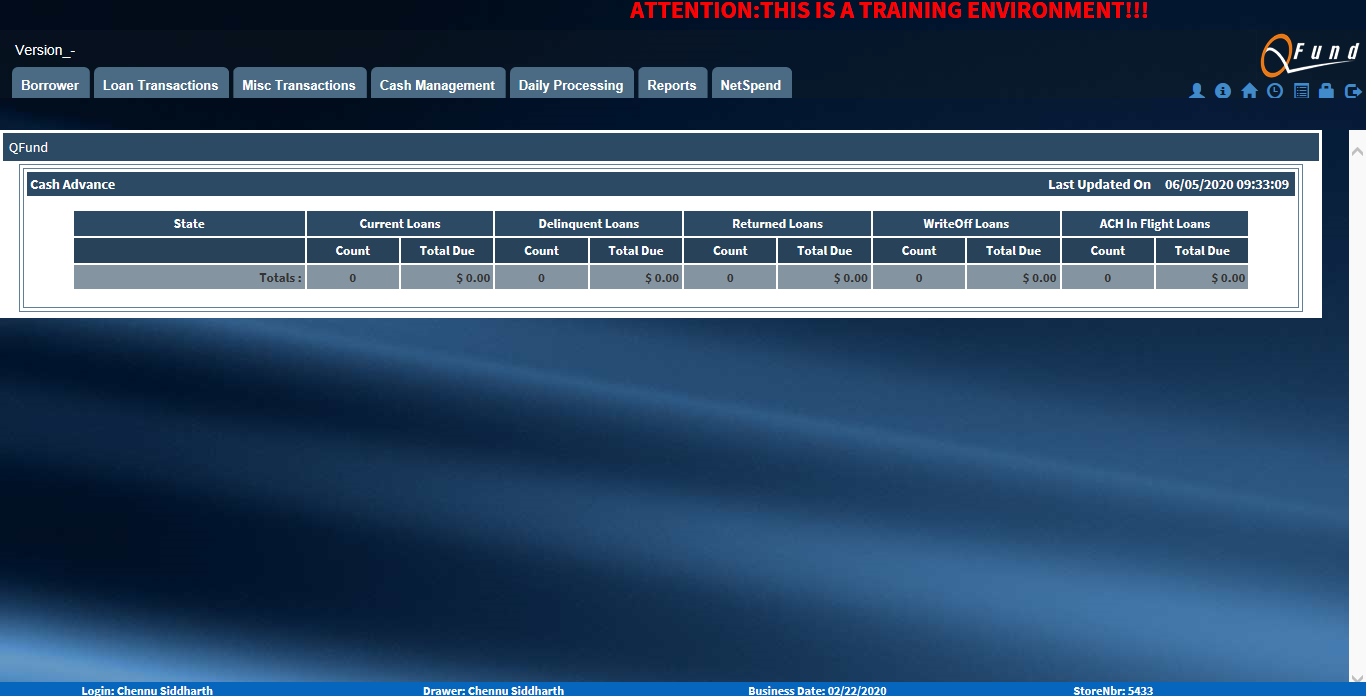 ATTENTION:THIS IS A TRAINING ENVIRONMENT!!!
Version_-
QFund
Borrower Loan Transactions Misc Transactions Cash Management Daily Processing Reports NetSpend
QFund
Cash Advance Last Updated On 06/05/2020 09:33:09
State Current Loans Delinquent Loans Returned Loans WriteOff Loans ACH In Flight Loans
Count Total Due Count Total Due Count Total Due Count Total Due Count Total Due
Totals : 0 $ 0.00 0 $ 0.00 0 $ 0.00 0 $ 0.00 0 $ 0.00
Login: Chennu Siddharth Drawer: Chennu Siddharth Business Date: 02/22/2020 StoreNbr: 5433